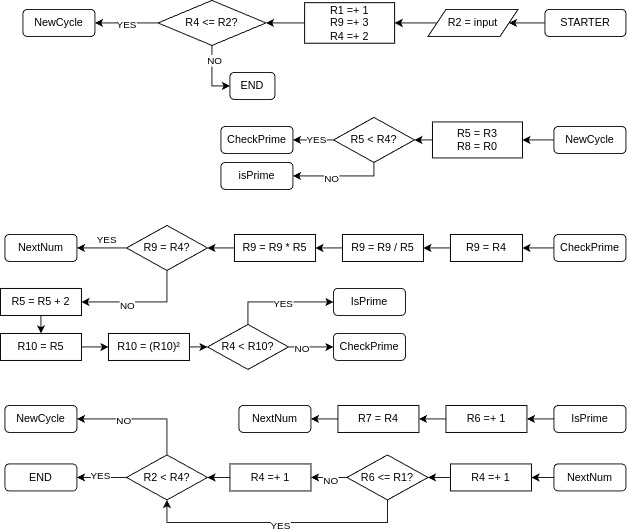 NewCycle
YES
R4 <= R2?
R1 =+ 1
R9 =+ 3
R4 =+ 2
R2 = input
STARTER
NO
END
CheckPrime
YES
R5 < R4?
R5 = R3
R8 = R0
NewCycle
isPrime
NO
NextNum
YES
R9 = R4?
R9 = R9 * R5
R9 = R9 / R5
R9 = R4
CheckPrime
R5 = R5 + 2
NO
YES
IsPrime
R10 = R5
R10 = (R10)²
R4 < R10?
NO
CheckPrime
NewCycle
NO
NextNum
R7 = R4
R6 =+ 1
IsPrime
END
YES
R2 < R4?
R4 =+ 1
NO
R6 <= R1?
R4 =+ 1
NextNum
YES